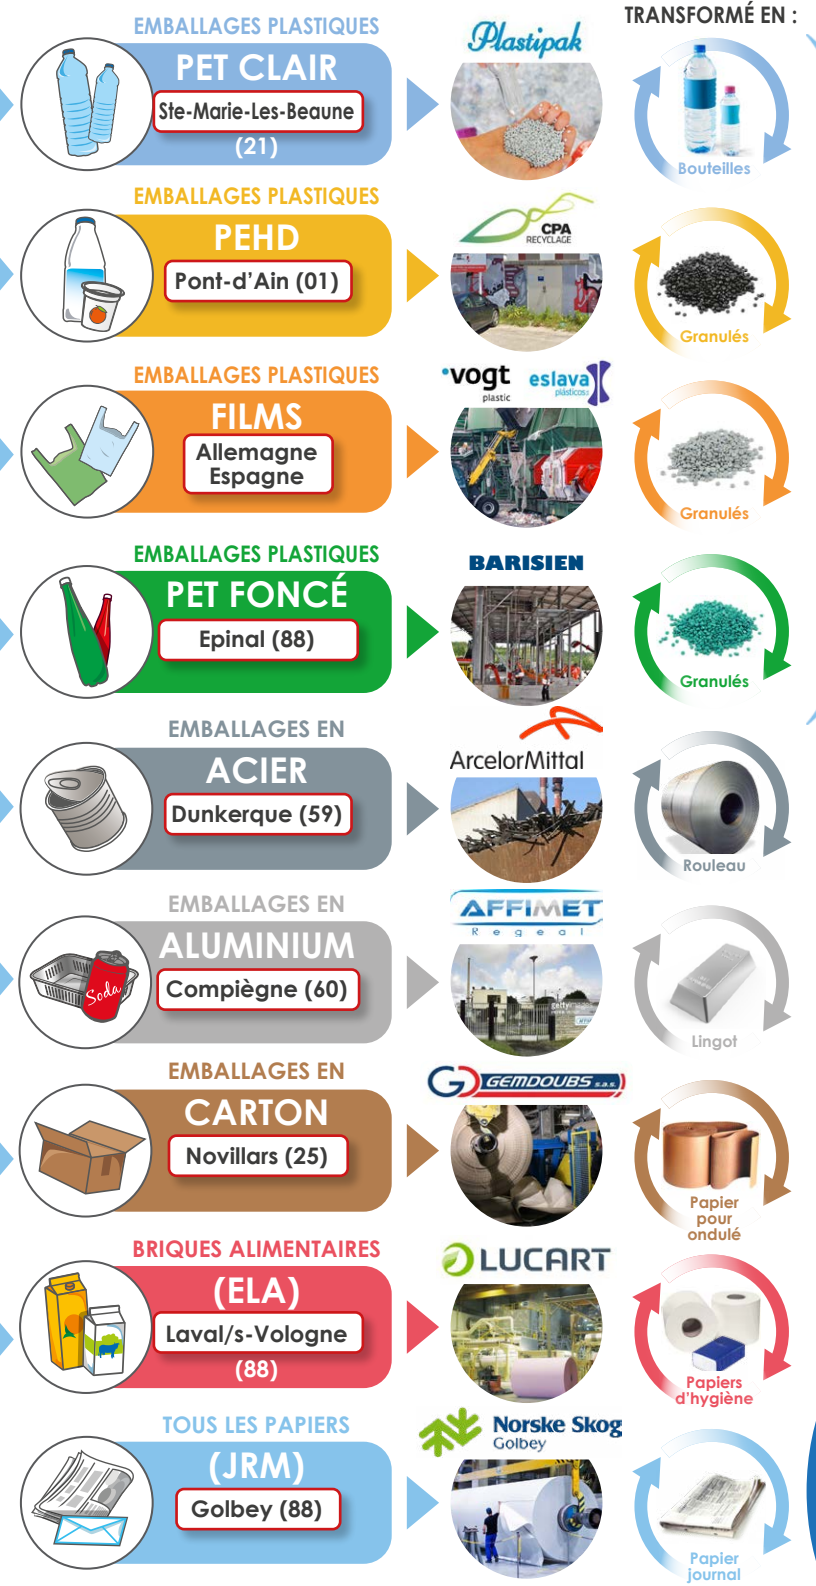 TRANSFORMÉ EN :
EMBALLAGES PLASTIQUES
PET CLAIR
Ste-Marie-Les-Beaune
(21)
Plastipak
Bouteilles
EMBALLAGES PLASTIQUES
PEHD
Pont-d'Ain (01)
CPA
RECYCLAGE
Granulés
EMBALLAGES PLASTIQUES
FILMS
Allemagne
Espagne
vogt
plastic
eslava
plásticos
Granulés
EMBALLAGES PLASTIQUES
PET FONCÉ
Epinal (88)
BARISIEN
Granulés
EMBALLAGES EN
ACIER
Dunkerque (59)
ArcelorMittal
Rouleau
EMBALLAGES EN
ALUMINIUM
Soda
Compiègne (60)
AFFIMET
Regeal
Lingot
EMBALLAGES EN
CARTON
Novillars (25)
GEMDOUBS s.a.s.
Papier
pour
ondulé
BRIQUES ALIMENTAIRES
(ELA)
Laval/s-Vologne
(88)
LUCART
Papiers
d'hygiène
TOUS LES PAPIERS
(JRM)
Golbey (88)
Norske Skog
Golbey
Papier
journal